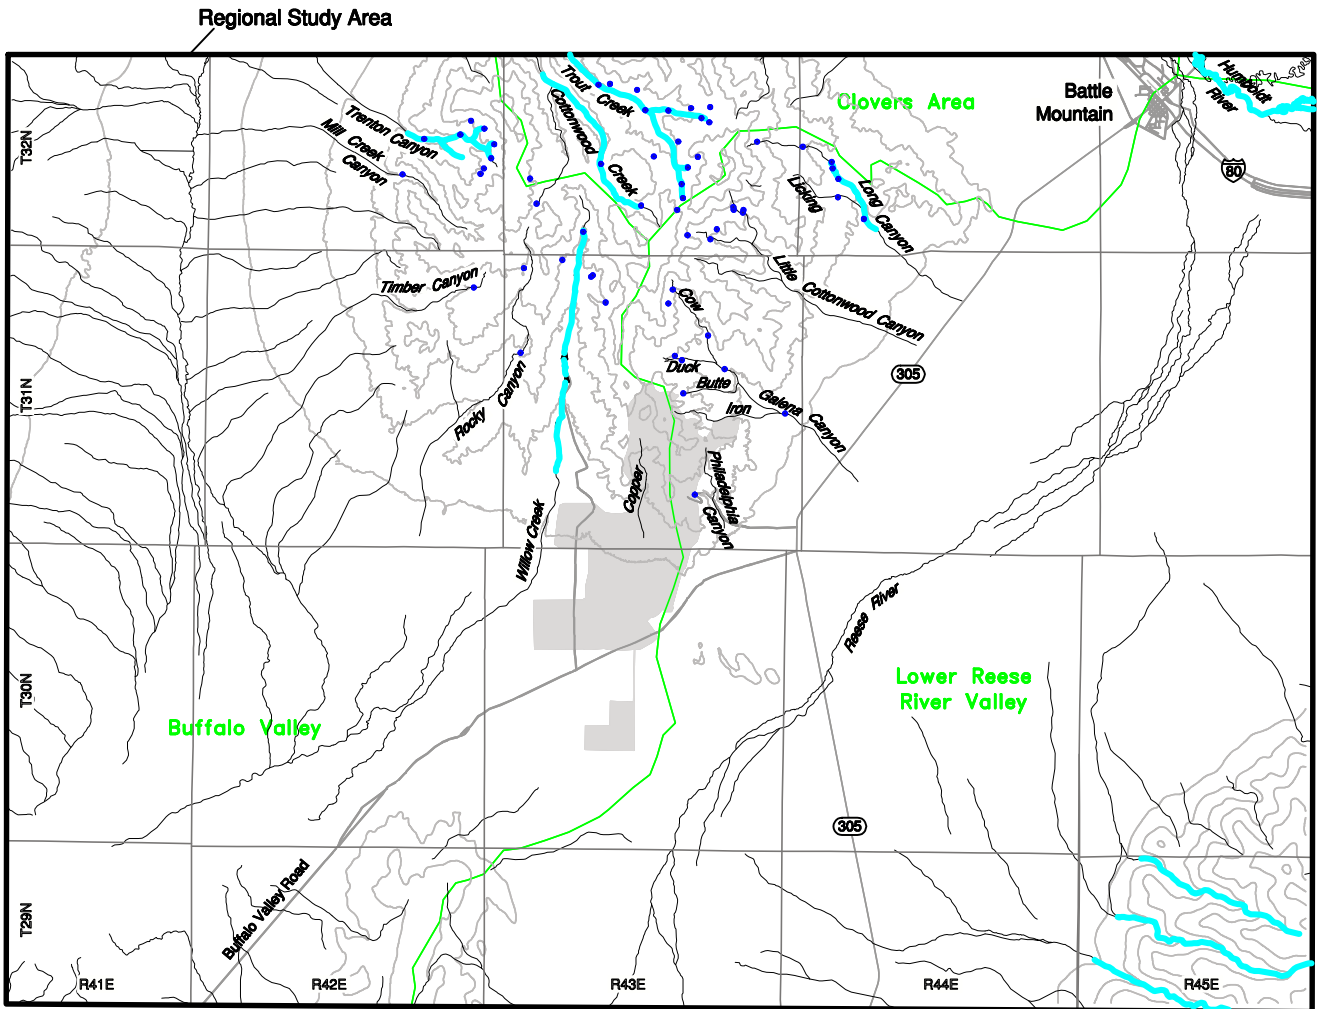 Regional Study Area
Humboldt
River
Battle
Mountain
Clovers Area
80
Trout Creek
Cottonwood Creek
Trenton Canyon
Mill Creek
Canyon
T32N
Long Canyon
Licking
Little Cottonwood Canyon
Timber Canyon
Cow
305
Duck
Butte
Iron
Galena Canyon
Rocky Canyon
T31N
Copper
Philadelphia
Canyon
Willow Creek
Reese River
Lower Reese
River Valley
T30N
Buffalo Valley
305
Buffalo Valley Road
T29N
R41E
R42E
R43E
R44E
R45E